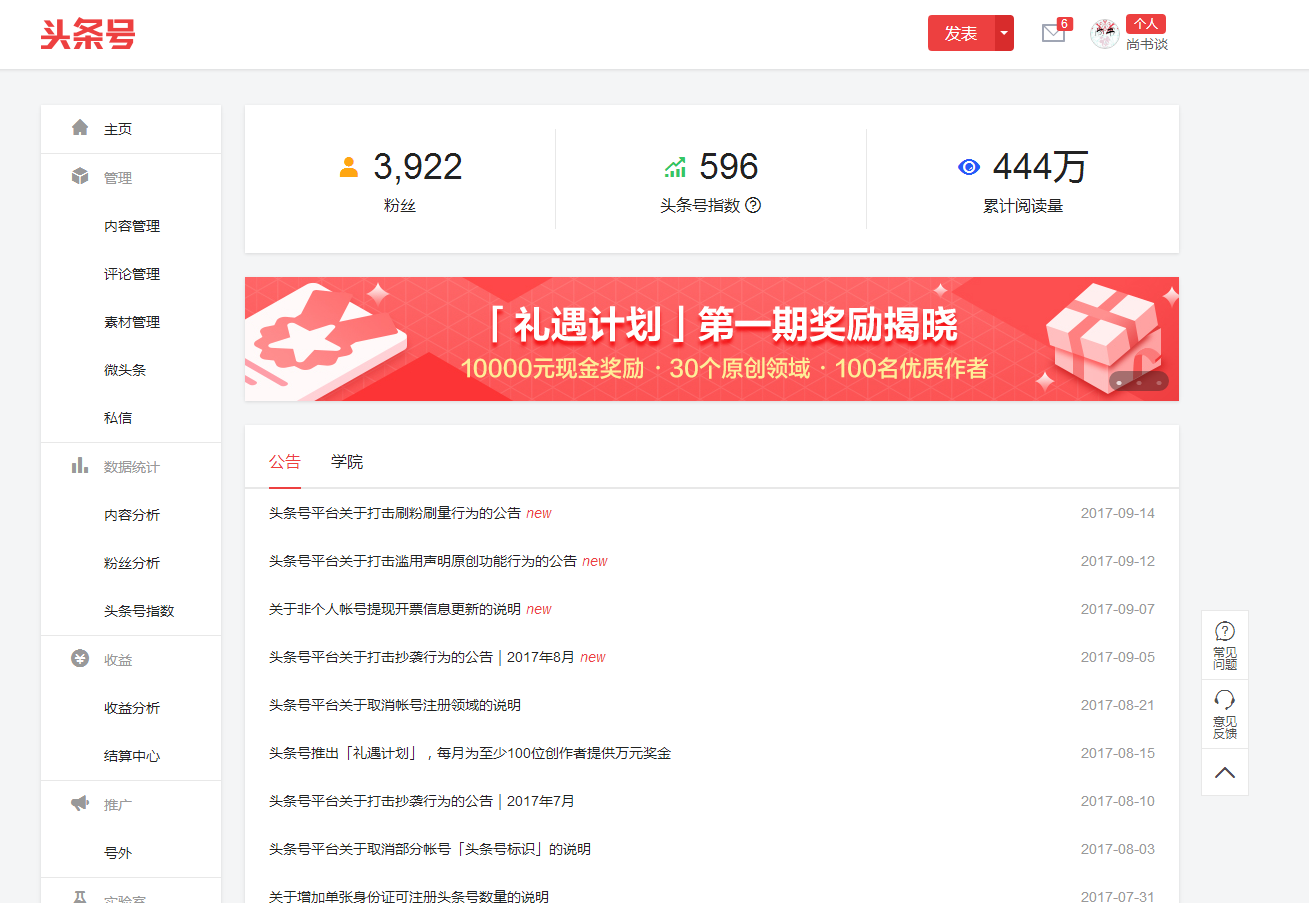 头条号
发表
6
个人
尚书谈
主页
管理
内容管理
评论管理
素材管理
微头条
私信
数据统计
内容分析
粉丝分析
头条号指数
收益
收益分析
结算中心
推广
号外
实验室
3,922
粉丝
596
头条号指数 ?
444万
累计阅读量
「礼遇计划」第一期奖励揭晓
10000元现金奖励 · 30个原创领域 · 100名优质作者
公告 学院
头条号平台关于打击刷粉刷量行为的公告 new 2017-09-14
头条号平台关于打击滥用声明原创功能行为的公告 new 2017-09-12
关于非个人帐号提现开票信息更新的说明 new 2017-09-07
头条号平台关于打击抄袭行为的公告｜2017年8月 new 2017-09-05
头条号平台关于取消帐号注册领域的说明 2017-08-21
头条号推出「礼遇计划」，每月为至少100位创作者提供万元奖金 2017-08-15
头条号平台关于打击抄袭行为的公告｜2017年7月 2017-08-10
头条号平台关于取消部分帐号「头条号标识」的说明 2017-08-03
关于增加单张身份证可注册头条号数量的说明 2017-07-31
?
常见
问题
意见
反馈